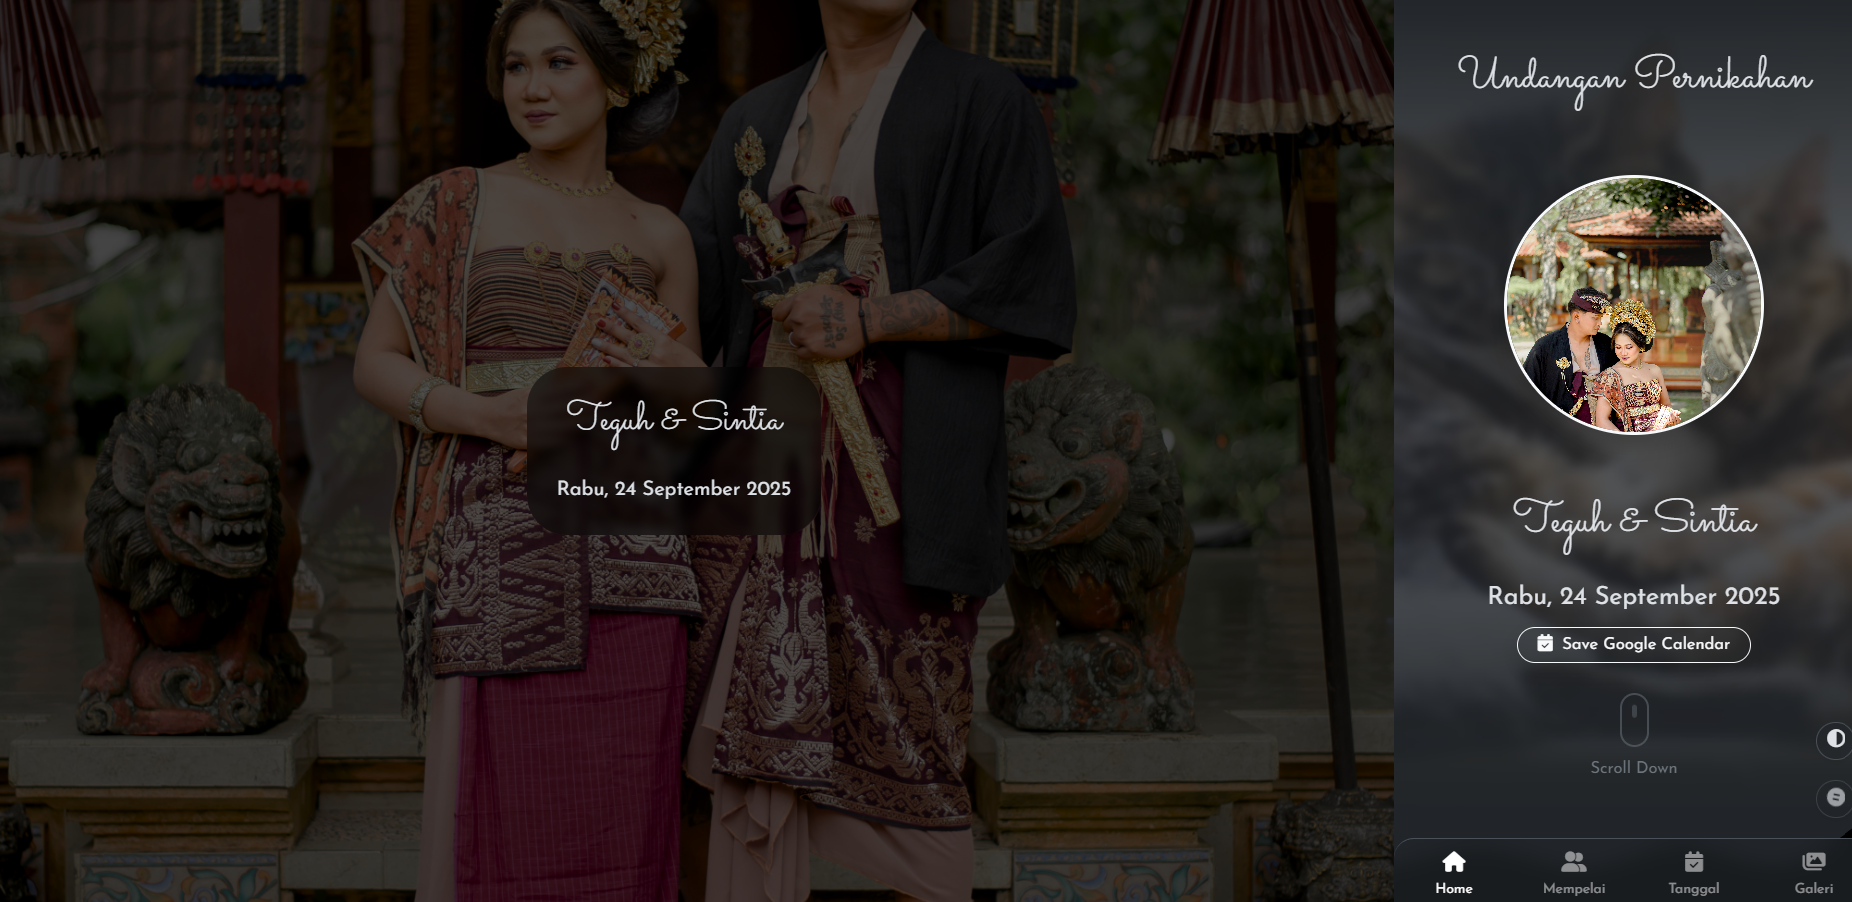 Teguh & Sintia
Rabu, 24 September 2025
Undangan Pernikahan
Teguh & Sintia
Rabu, 24 September 2025
Save Google Calendar
Scroll Down
Home
Mempelai
Tanggal
Galeri